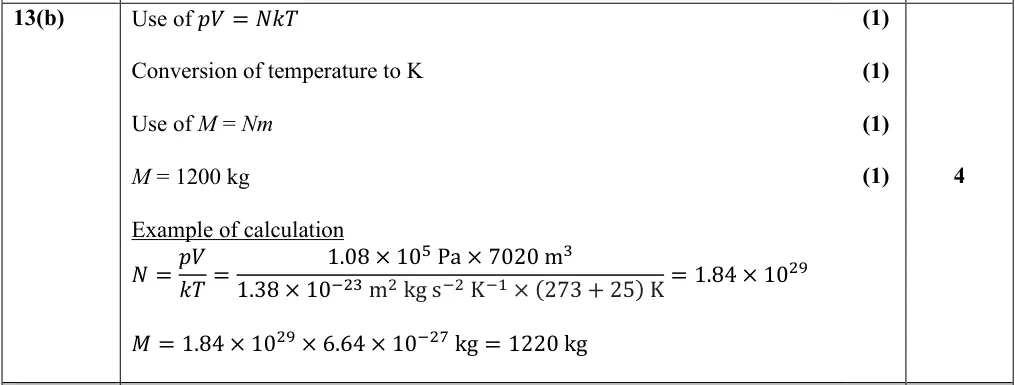 13(b) Use of 𝑝𝑉 = 𝑁𝑘𝑇 (1)
Conversion of temperature to K (1)
Use of M = Nm (1)
M = 1200 kg (1) 4
Example of calculation
𝑁 = 𝑝𝑉/𝑘𝑇 = (1.08 × 10⁵ Pa × 7020 m³)/(1.38 × 10⁻²³ m² kg s⁻² K⁻¹ × (273 + 25) K) = 1.84 × 10²⁹
𝑀 = 1.84 × 10²⁹ × 6.64 × 10⁻²⁷ kg = 1220 kg